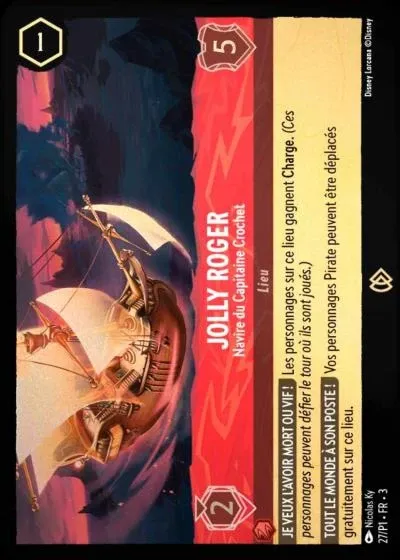 1
5
JOLLY ROGER
Navire du Capitaine Crochet
Lieu
2
JE VEUX L'AVOIR MORT OU VIF ! Les personnages sur ce lieu gagnent Charge. (Ces
personnages peuvent défier le tour où ils sont joués.)
TOUT LE MONDE À SON POSTE ! Vos personnages Pirate peuvent être déplacés
gratuitement sur ce lieu.
Nicolas Ky
27/P1 • FR • 3
Disney Lorcana ©Disney